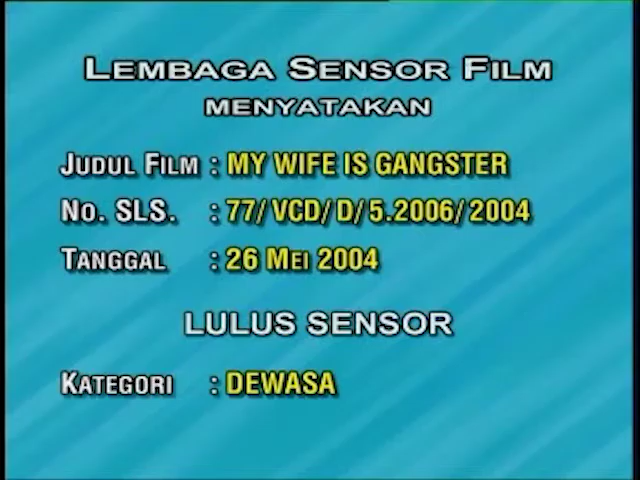 LEMBAGA SENSOR FILM
MENYATAKAN
JUDUL FILM : MY WIFE IS GANGSTER
NO. SLS. : 77/ VCD/ D/ 5.2006/ 2004
TANGGAL : 26 MEI 2004
LULUS SENSOR
KATEGORI : DEWASA